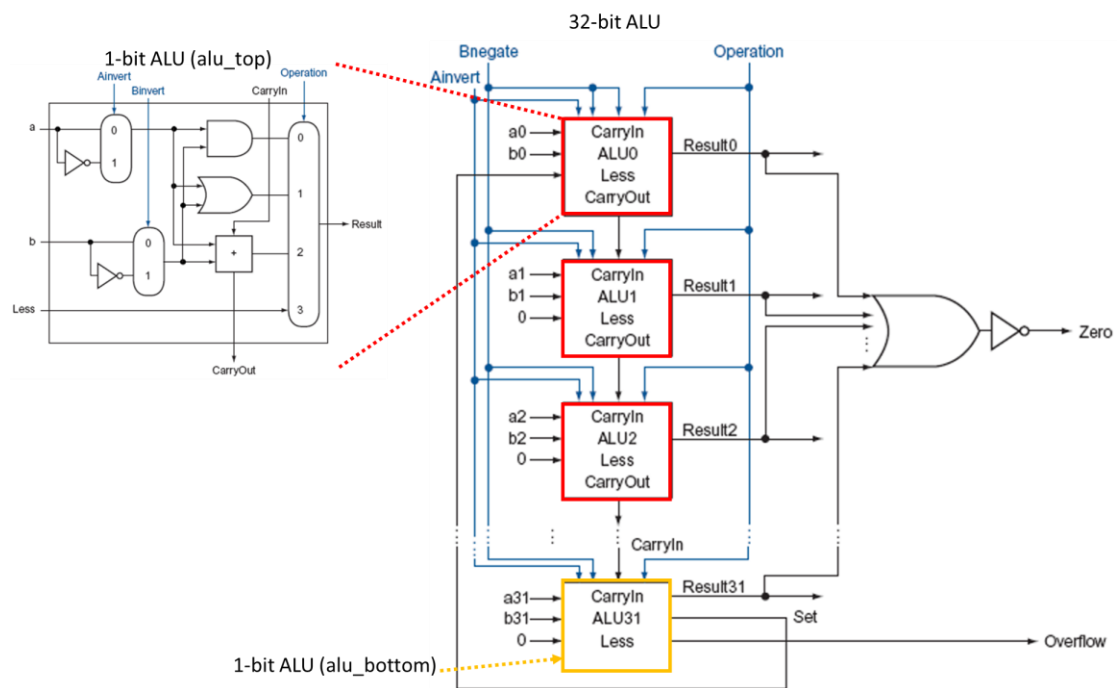 32-bit ALU
1-bit ALU (alu_top)
Bnegate
Operation
Ainvert
Ainvert
Operation
Binvert
CarryIn
a
0
1
0
1
Result
b
0
1
+
2
Less
3
CarryOut
a0
b0
CarryIn
ALU0
Less
CarryOut
Result0
a1
b1
0
CarryIn
ALU1
Less
CarryOut
Result1
Zero
a2
b2
0
CarryIn
ALU2
Less
CarryOut
Result2
CarryIn
a31
b31
0
CarryIn
ALU31
Less
Result31
Set
Overflow
1-bit ALU (alu_bottom)